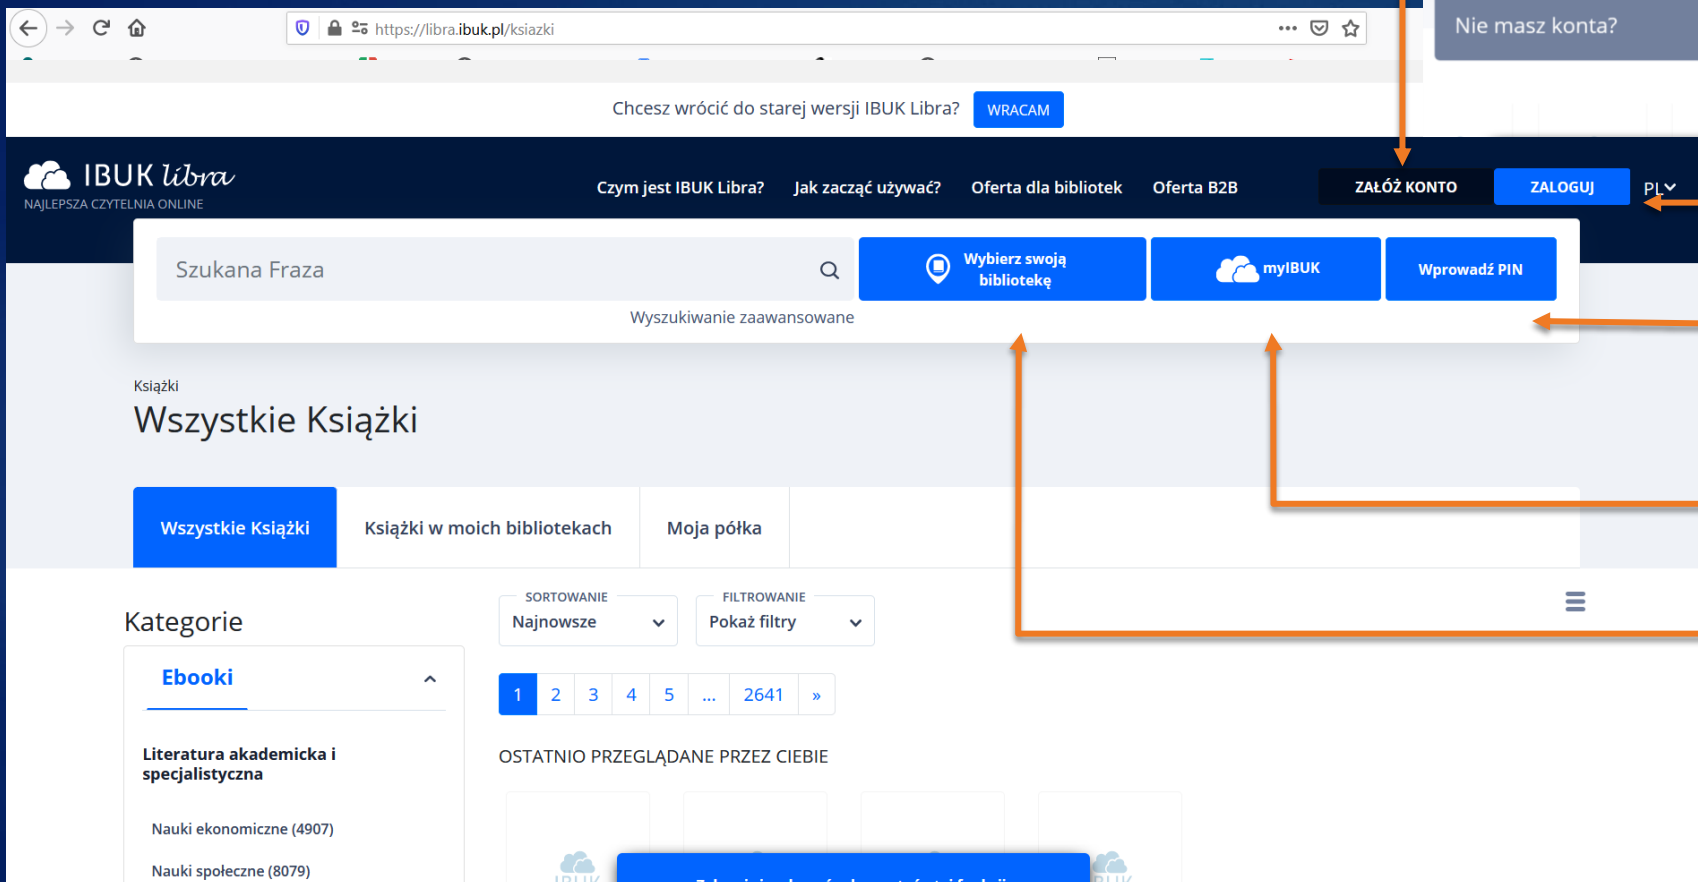 Nie masz konta?
https://libra.ibuk.pl/ksiazki
Chcesz wrócić do starej wersji IBUK Libra?
WRACAM
IBUK libra
NAJLEPSZA CZYTELNIA ONLINE
Czym jest IBUK Libra?
Jak zacząć używać?
Oferta dla bibliotek
Oferta B2B
ZAŁÓŻ KONTO
ZALOGUJ
PL
Szukana Fraza
Wybierz swoją
bibliotekę
myIBUK
Wprowadź PIN
Wyszukiwanie zaawansowane
Książki
Wszystkie Książki
Wszystkie Książki
Książki w moich bibliotekach
Moja półka
Kategorie
SORTOWANIE
Najnowsze
FILTROWANIE
Pokaż filtry
Ebooki
1 2 3 4 5 ... 2641 »
Literatura akademicka i
specjalistyczna
OSTATNIO PRZEGLĄDANE PRZEZ CIEBIE
Nauki ekonomiczne (4907)
Nauki społeczne (8079)